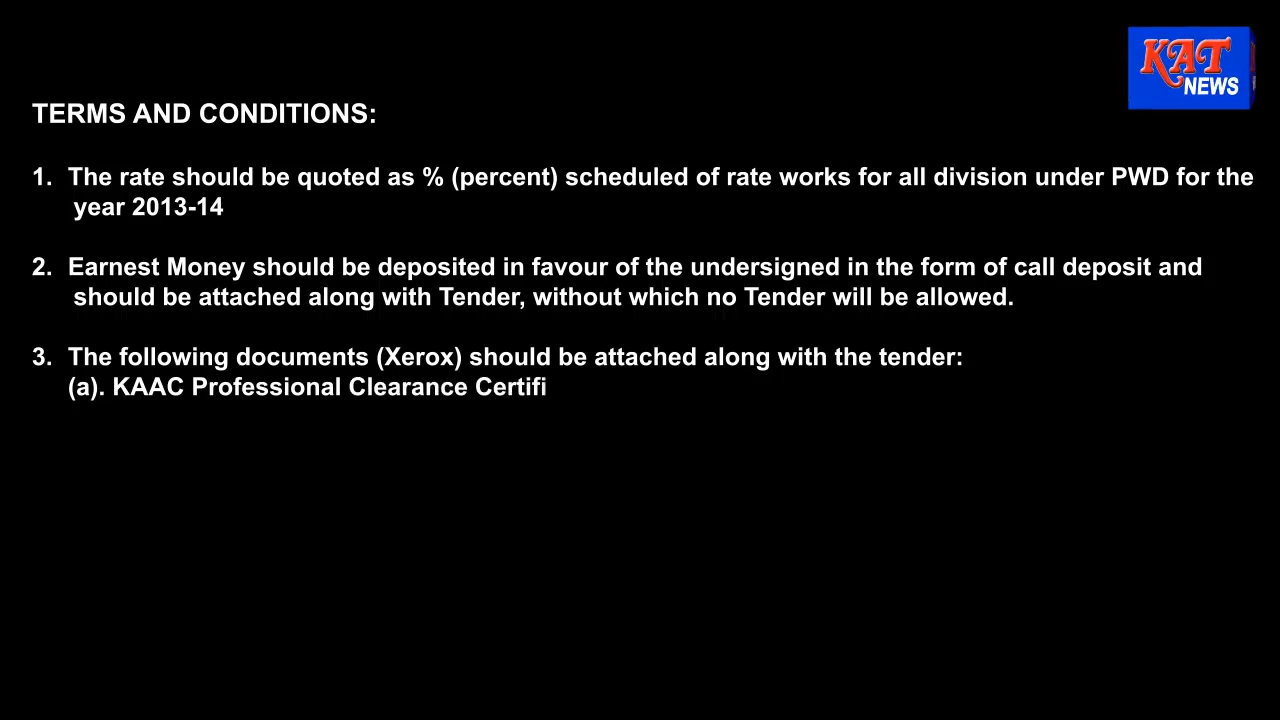 KAT
NEWS
TERMS AND CONDITIONS:
1. The rate should be quoted as % (percent) scheduled of rate works for all division under PWD for the
year 2013-14
2. Earnest Money should be deposited in favour of the undersigned in the form of call deposit and
should be attached along with Tender, without which no Tender will be allowed.
3. The following documents (Xerox) should be attached along with the tender:
(a). KAAC Professional Clearance Certifi